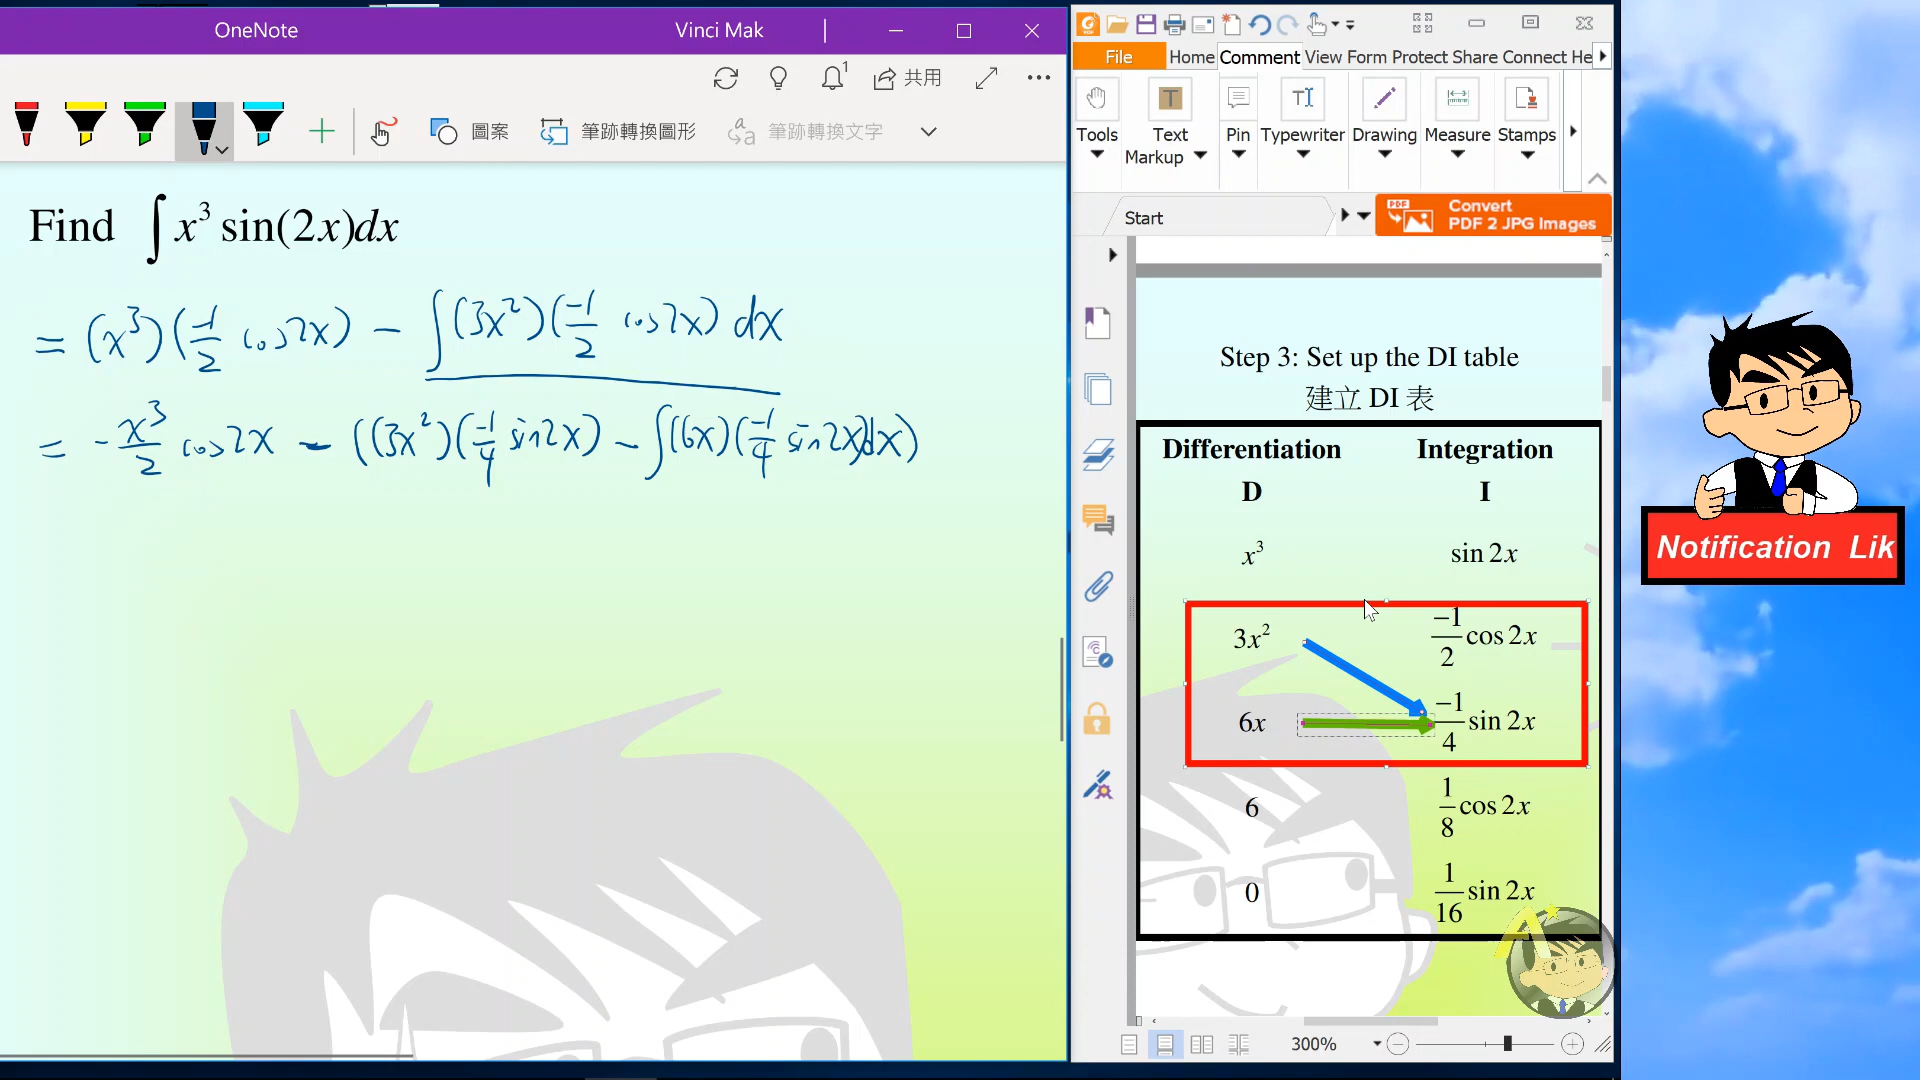 OneNote
Vinci Mak
1
共用
圖案
筆跡轉換圖形
筆跡轉換文字
Find ∫ x³ sin(2x)dx
= (x³)(-1/2 cos2x) - ∫(3x²)(-1/2 cos2x) dx
= -x³/2 cos2x - ((3x²)(-1/4 sin2x) - ∫(6x)(-1/4 sin2x)dx)
File Home Comment View Form Protect Share Connect He
Tools
Text Markup
Pin
Typewriter
Drawing
Measure
Stamps
Start
PDF
Convert
PDF 2 JPG Images
Step 3: Set up the DI table
建立 DI 表
Differentiation Integration
D I
x³ sin 2x
3x² -1/2 cos 2x
6x -1/4 sin 2x
6 1/8 cos 2x
0 1/16 sin 2x
A
300%
Notification Lik